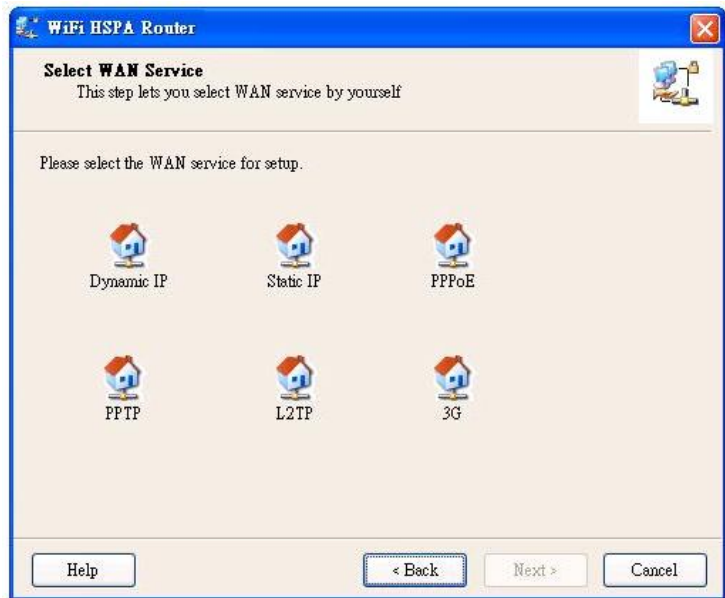 WiFi HSPA Router
Select WAN Service
This step lets you select WAN service by yourself
Please select the WAN service for setup.
Dynamic IP Static IP PPPoE
PPTP L2TP 3G
Help < Back Next > Cancel